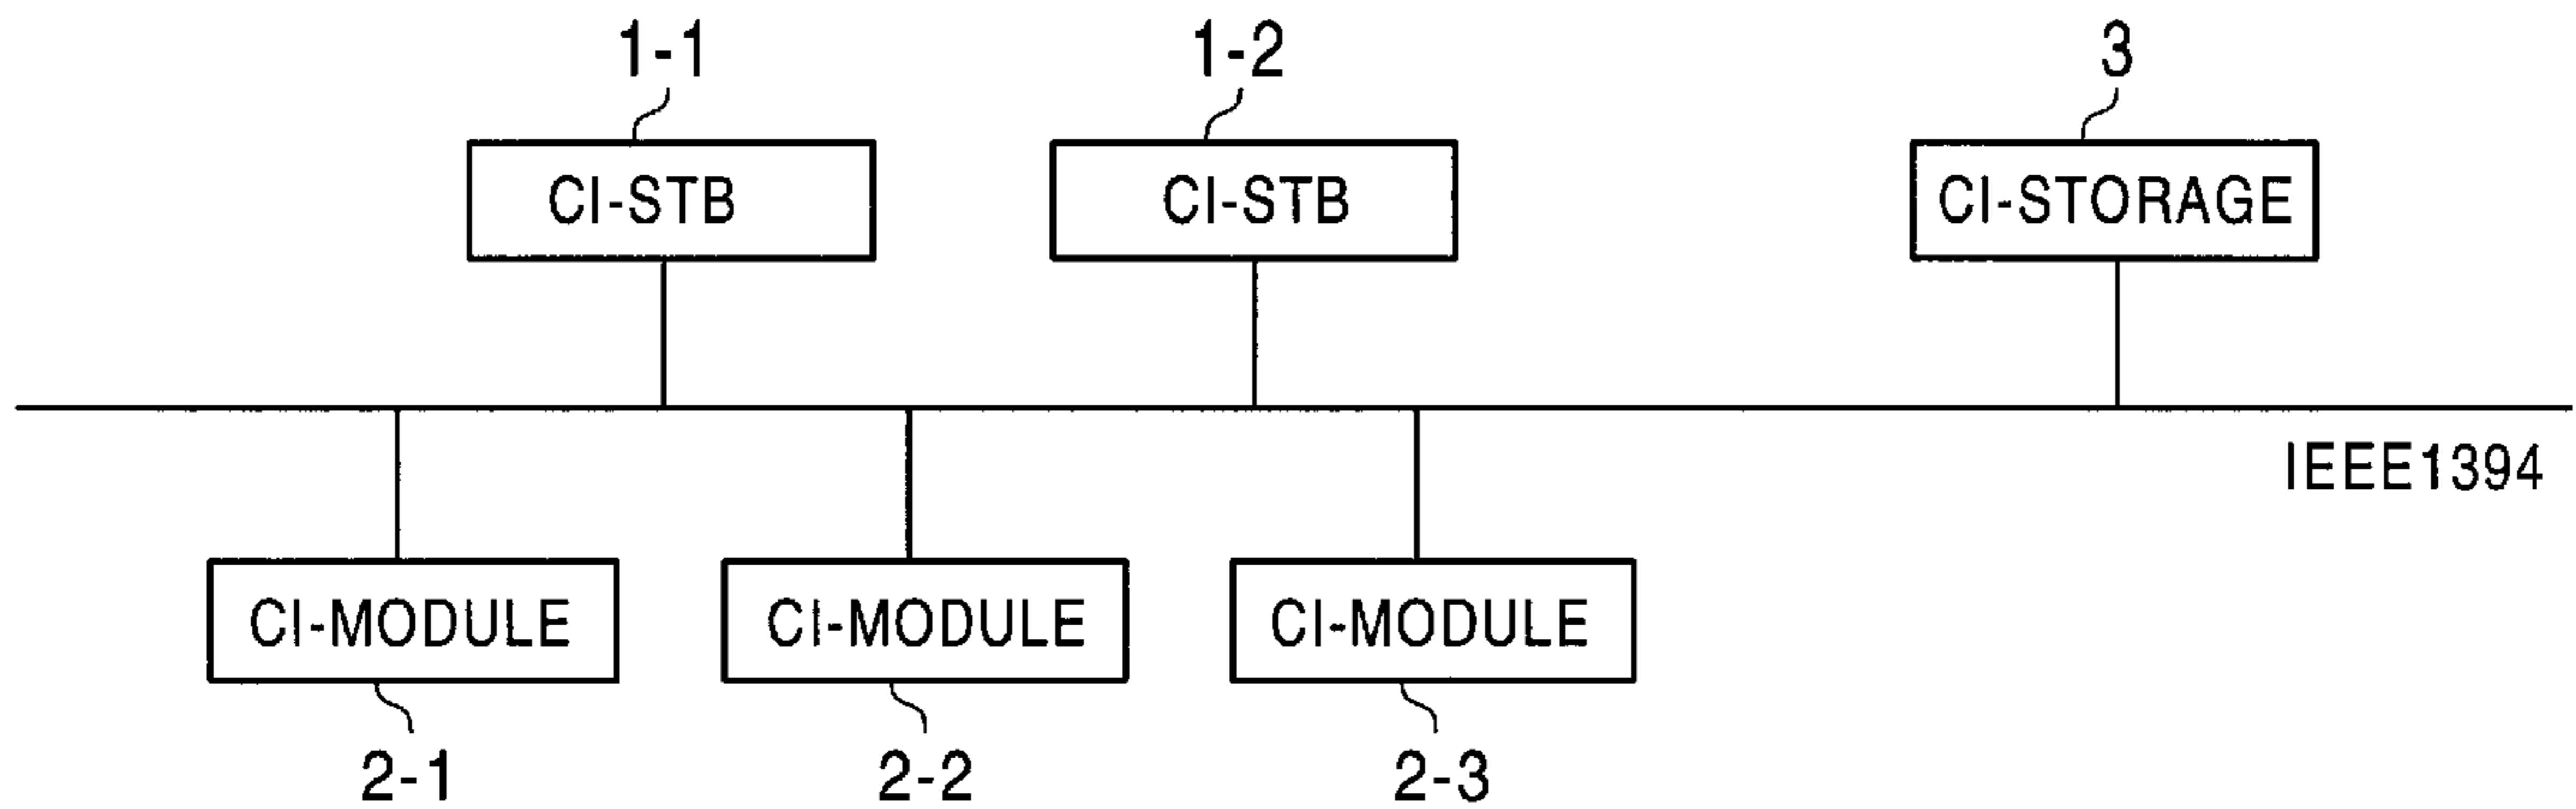 1-1
1-2
3
CI-STB
CI-STB
CI-STORAGE
IEEE1394
CI-MODULE
CI-MODULE
CI-MODULE
2-1
2-2
2-3